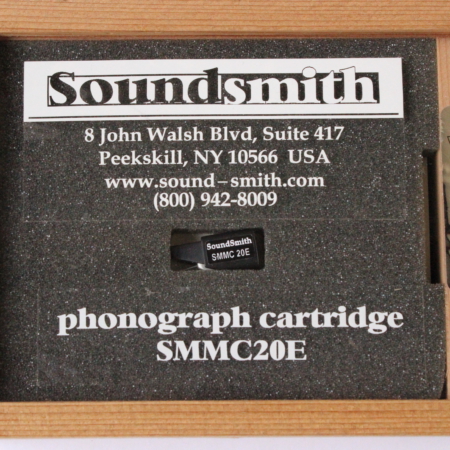 Soundsmith
8 John Walsh Blvd, Suite 417
Peekskill, NY 10566 USA
www.sound-smith.com
(800) 942-8009
SoundSmith
SMMC 20E
phonograph cartridge
SMMC20E